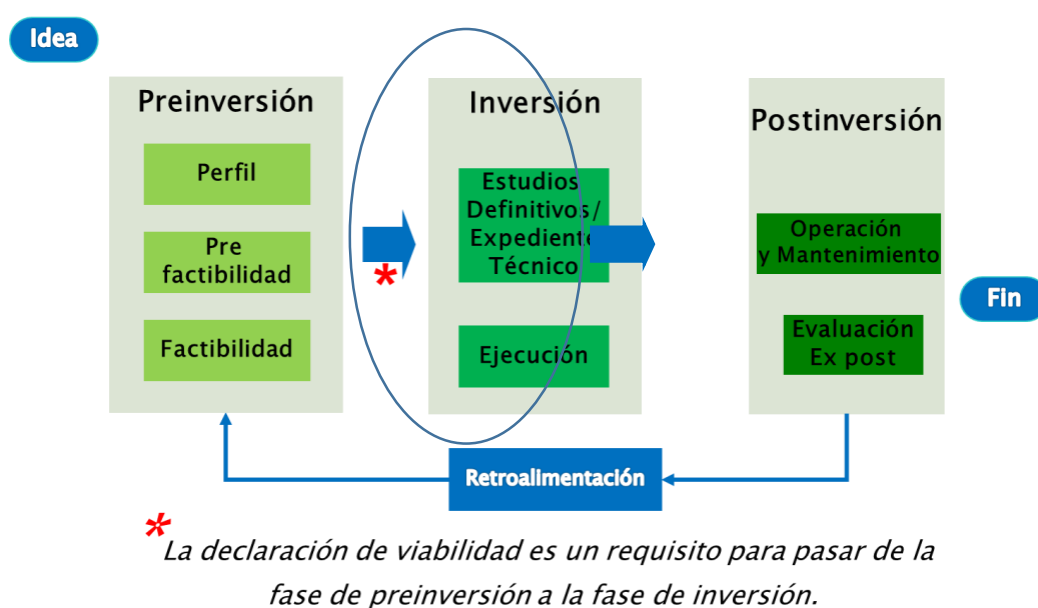 Idea
Preinversión
Perfil
Pre
factibilidad
Factibilidad
*
Inversión
Estudios
Definitivos/
Expediente
Técnico
Ejecución
Postinversión
Operación
y Mantenimiento
Evaluación
Ex post
Fin
Retroalimentación
*La declaración de viabilidad es un requisito para pasar de la
fase de preinversión a la fase de inversión.